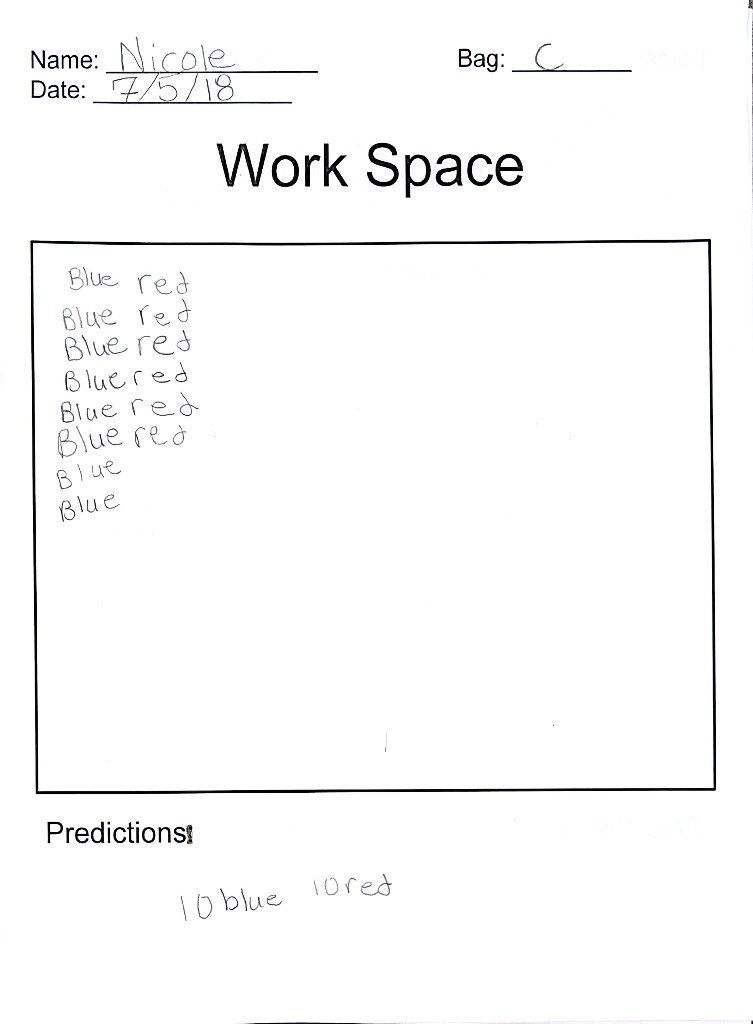 Name: Nicole Bag: C
Date: 7/5/18
Work Space
Blue red
Blue red
Blue red
Blue red
Blue red
Blue red
Blue
Blue
Predictions:
10 blue 10 red